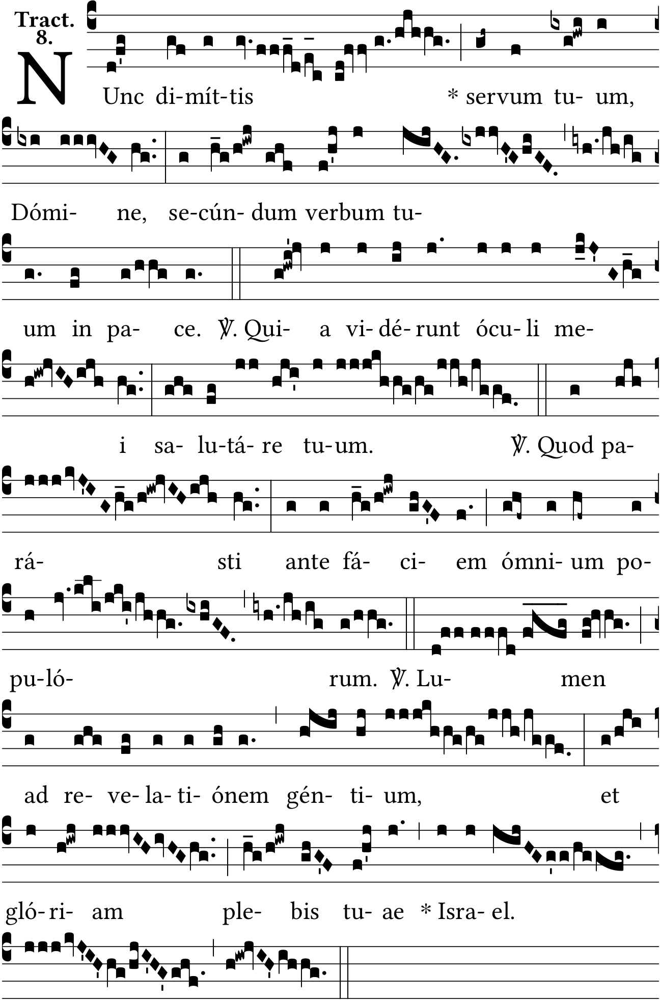 Tract.
8.
NUnc di-mít-tis * servum tu- um,
Dómi- ne, se-cún- dum verbum tu-
um in pa- ce. ℣. Qui- a vi-dé-runt ócu-li me-
i sa- lu-tá- re tu-um. ℣. Quod pa-
rá- sti ante fá- ci- em ómni-um po-
pu-ló- rum. ℣. Lu- men
ad re- ve-la-ti- ónem gén- ti- um, et
gló-ri- am ple- bis tu- ae * Isra- el.